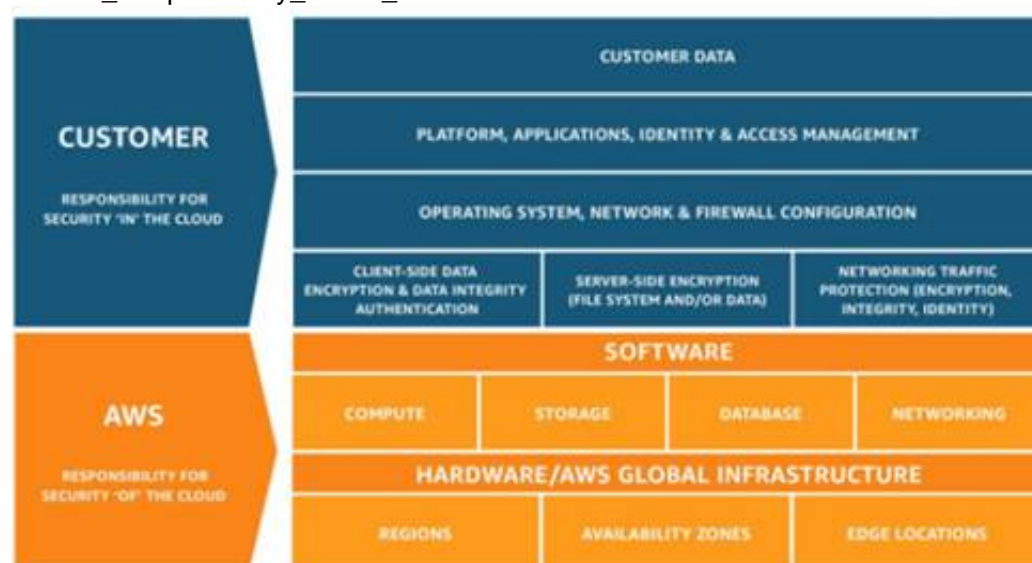 CUSTOMER DATA
CUSTOMER
RESPONSIBILITY FOR
SECURITY 'IN' THE CLOUD
PLATFORM, APPLICATIONS, IDENTITY & ACCESS MANAGEMENT
OPERATING SYSTEM, NETWORK & FIREWALL CONFIGURATION
CLIENT-SIDE DATA
ENCRYPTION & DATA INTEGRITY
AUTHENTICATION
SERVER-SIDE ENCRYPTION
(FILE SYSTEM AND/OR DATA)
NETWORKING TRAFFIC
PROTECTION (ENCRYPTION,
INTEGRITY, IDENTITY)
AWS
RESPONSIBILITY FOR
SECURITY 'OF' THE CLOUD
SOFTWARE
COMPUTE
STORAGE
DATABASE
NETWORKING
HARDWARE/AWS GLOBAL INFRASTRUCTURE
REGIONS
AVAILABILITY ZONES
EDGE LOCATIONS